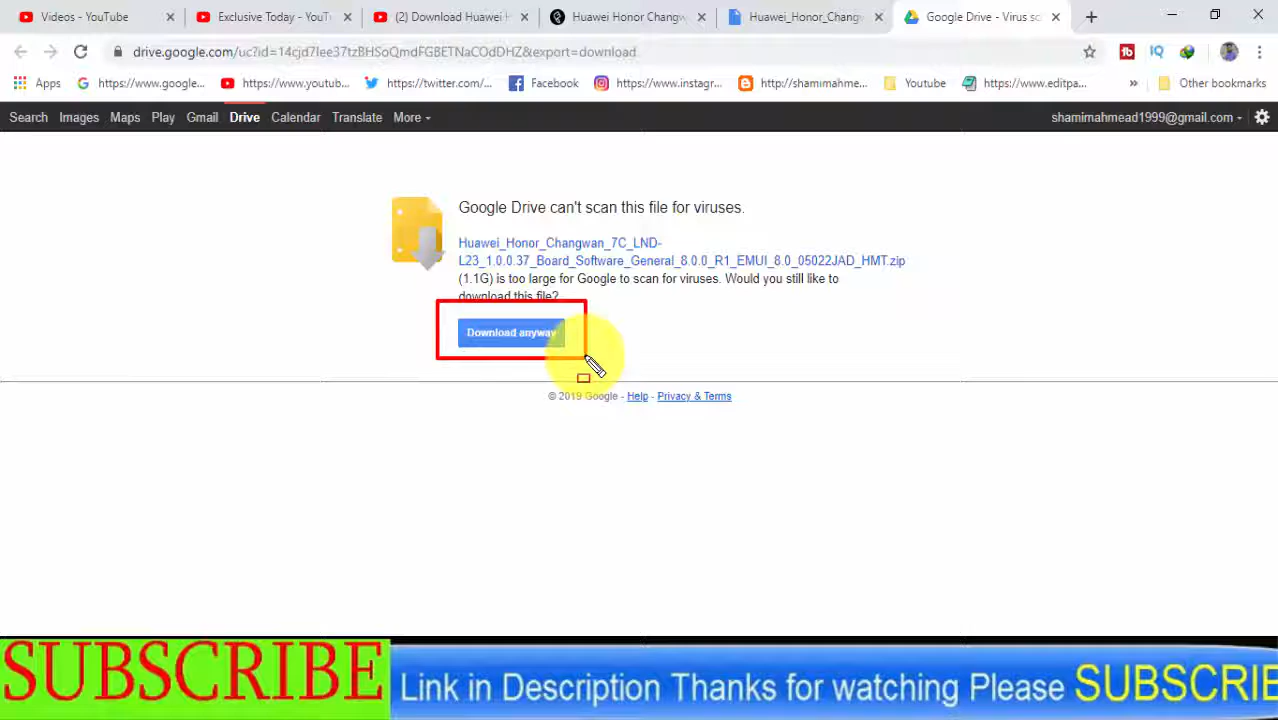 Videos - YouTube
Exclusive Today - YouT
(2) Download Huawei H
Huawei Honor Changw
Huawei_Honor_Changw
Google Drive - Virus sc
drive.google.com/uc?id=14cjd7Iee37tzBHSoQmdFGBETNaCOdDHZ&export=download
Apps
https://www.google...
https://www.youtub...
https://twitter.com/...
Facebook
https://www.instagr...
http://shamimahme...
Youtube
https://www.editpa...
Other bookmarks
Search Images Maps Play Gmail Drive Calendar Translate More
shamimahmead1999@gmail.com
Google Drive can't scan this file for viruses.
Huawei_Honor_Changwan_7C_LND-
L23_1.0.0.37_Board_Software_General_8.0.0_R1_EMUI_8.0_05022JAD_HMT.zip
(1.1G) is too large for Google to scan for viruses. Would you still like to
download this file?
Download anyway
© 2019 Google - Help - Privacy & Terms
SUBSCRIBE
Link in Description Thanks for watching Please SUBSCRIBE